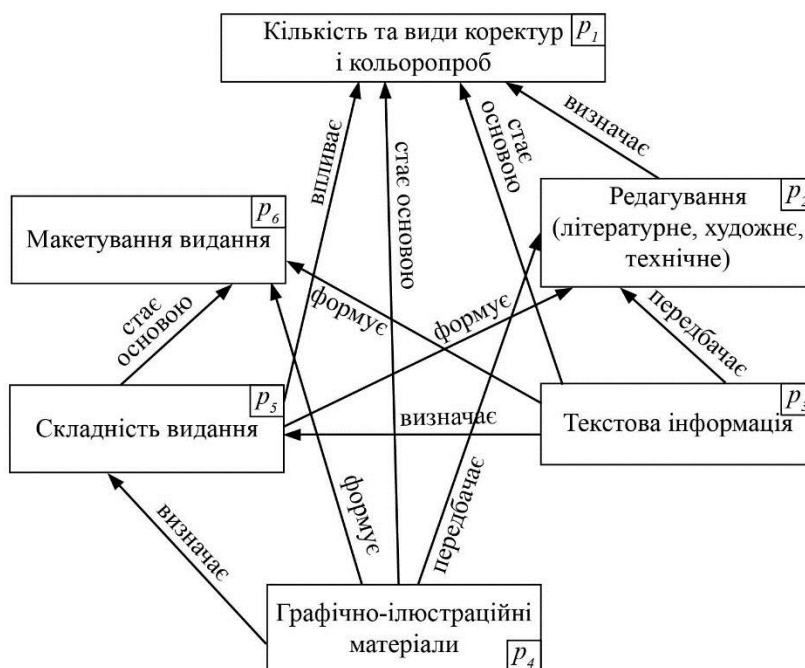 Кількість та види коректур p1
і кольоропроб
впливає
стає основою
стає
основою
визначає
p6
Макетування видання
p2
Редагування
(літературне, художнє,
технічне)
стає
основою
формує
формує
передбачає
p5
Складність видання
визначає
p3
Текстова інформація
визначає
формує
передбачає
Графічно-ілюстраційні
матеріали p4